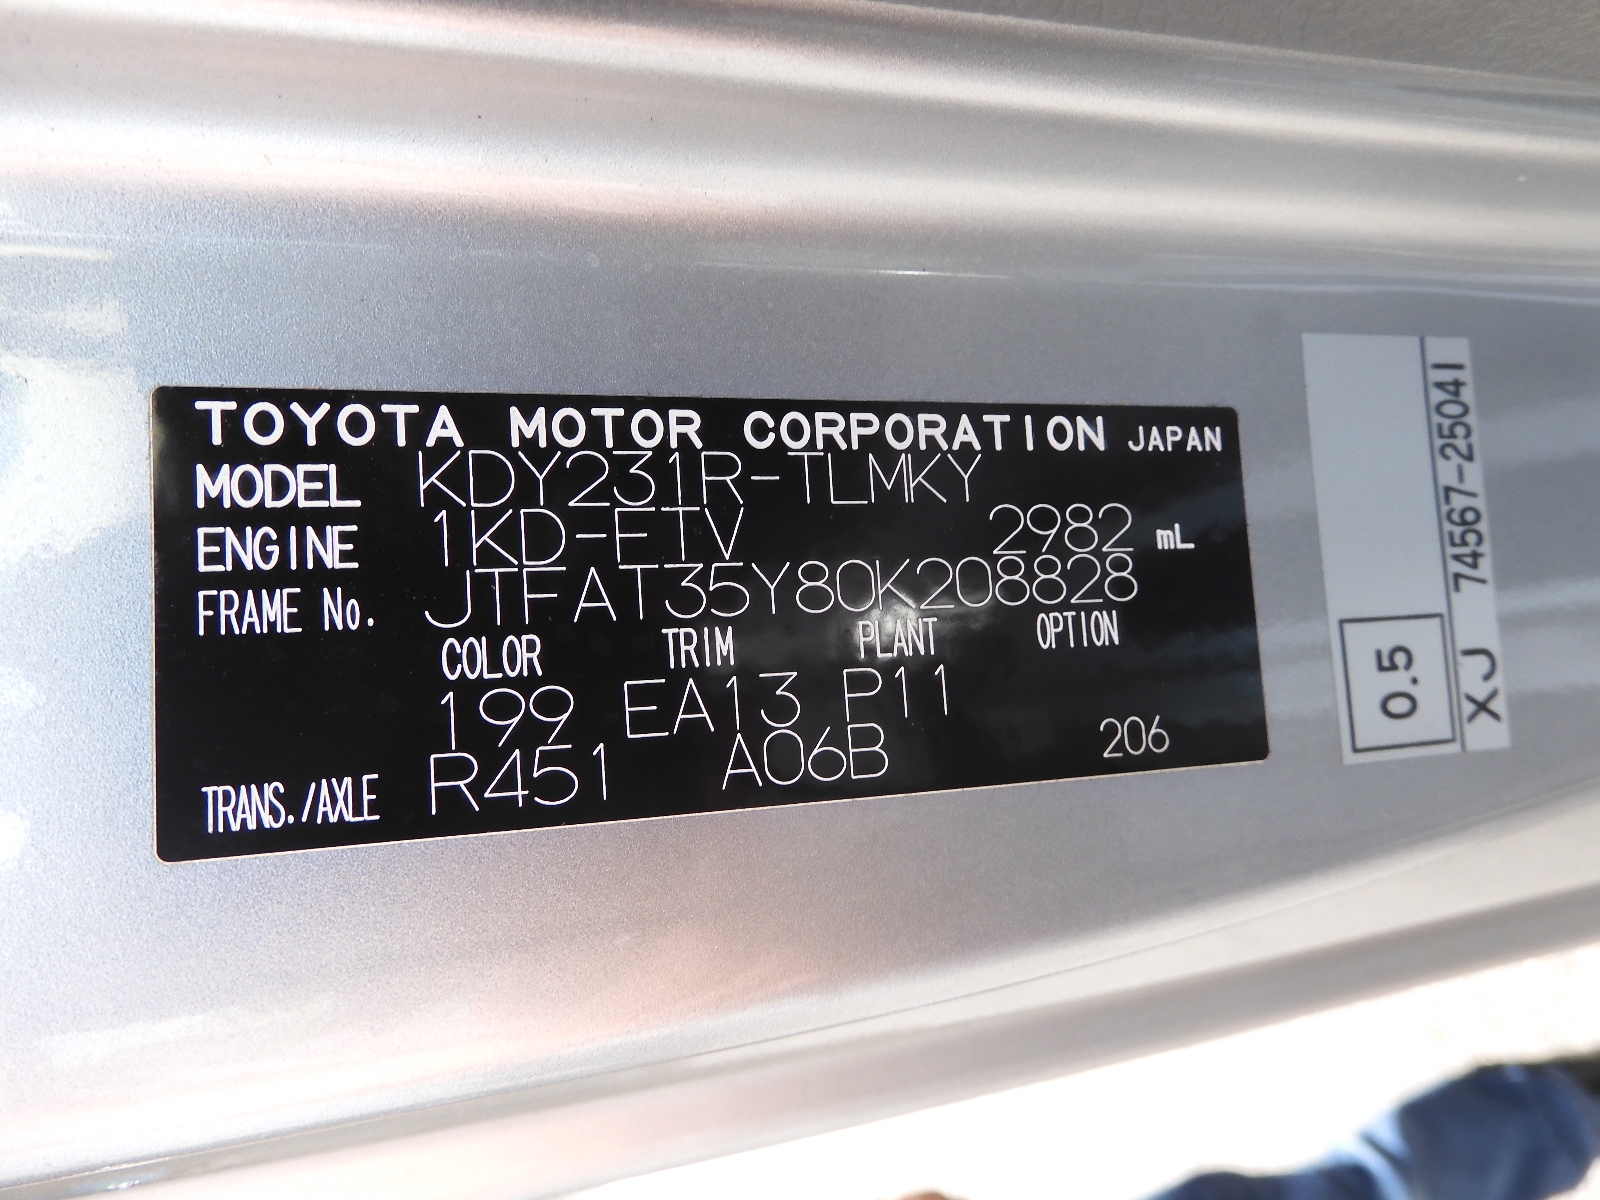 TOYOTA MOTOR CORPORATION JAPAN
MODEL KDY231R-TLMKY
ENGINE 1KD-FTV 2982 mL
FRAME No. JTFAT35Y80K208828
COLOR TRIM PLANT OPTION
199 EA13 P11
TRANS./AXLE R451 A06B 206
74567-25041
XJ
0.5